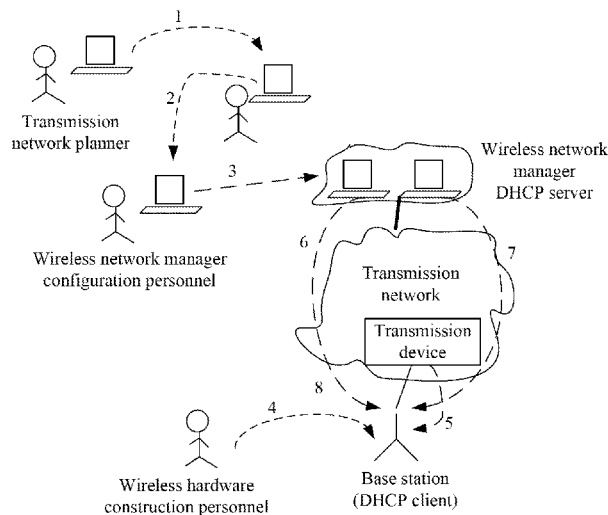 1
Transmission
network planner
2
3
Wireless network
manager
DHCP server
Wireless network manager
configuration personnel
6
7
Transmission
network
Transmission
device
8
4
5
Wireless hardware
construction personnel
Base station
(DHCP client)